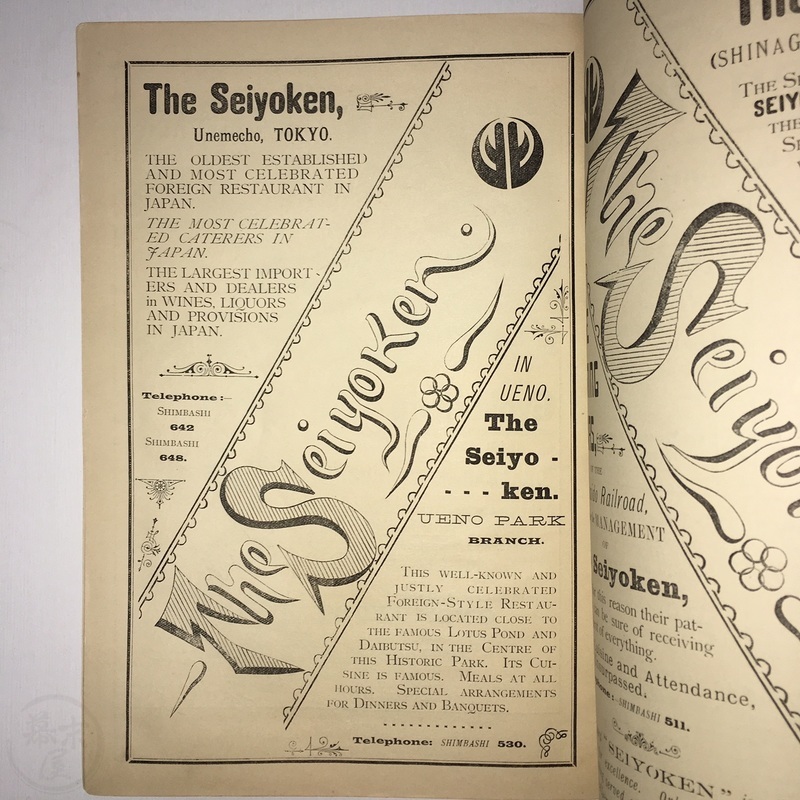 The Seiyoken,
Unemecho, TOKYO.
THE OLDEST ESTABLISHED
AND MOST CELEBRATED
FOREIGN RESTAURANT IN
JAPAN.
THE MOST CELEBRAT-
ED CATERERS IN
JAPAN.
THE LARGEST IMPORT-
ERS AND DEALERS
in WINES, LIQUORS
AND PROVISIONS
IN JAPAN.
Telephone:—
SHIMBASHI
642
SHIMBASHI
648.
The Seiyoken
IN
UENO.
The
Seiyo -
- - - ken.
UENO PARK
BRANCH.
THIS WELL-KNOWN AND
JUSTLY CELEBRATED
FOREIGN-STYLE RESTAU-
RANT IS LOCATED CLOSE TO
THE FAMOUS LOTUS POND AND
DAIBUTSU, IN THE CENTRE OF
THIS HISTORIC PARK. ITS CUI-
SINE IS FAMOUS. MEALS AT ALL
HOURS. SPECIAL ARRANGEMENTS
FOR DINNERS AND BANQUETS.
Telephone: SHIMBASHI 530.
(SHINAG
THE
SEIY
THE
The Seiyo
Railroad,
MANAGEMENT
OF
Seiyoken,
this reason their pat-
be sure of receiving
of everything.
and Attendance,
SHIMBASHI 511.
"SEIYOKEN"